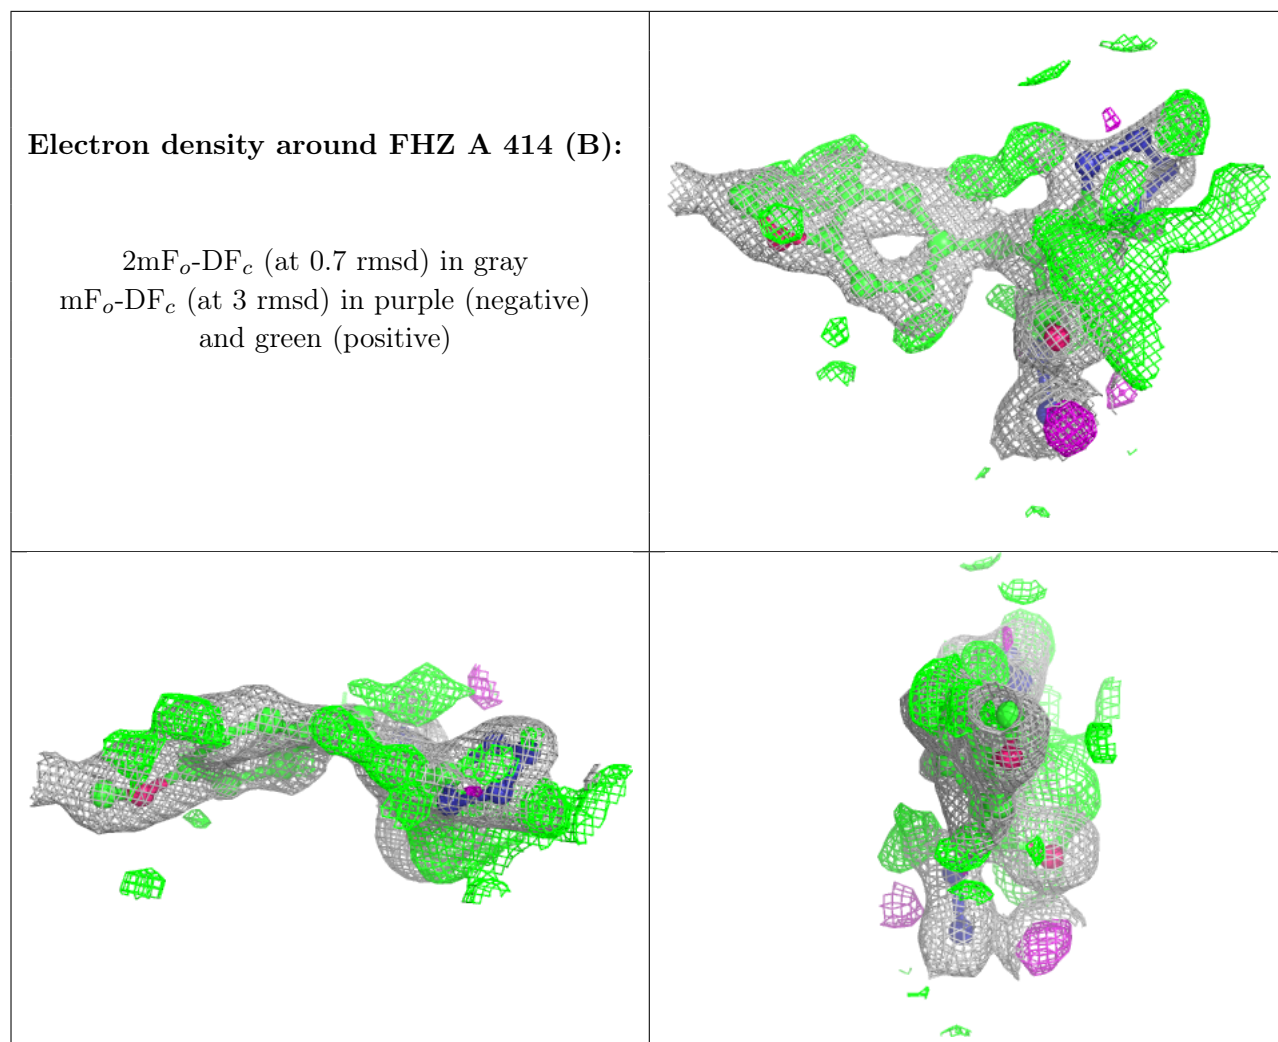 Electron density around FHZ A 414 (B):
2mFo-DFc (at 0.7 rmsd) in gray
mFo-DFc (at 3 rmsd) in purple (negative)
and green (positive)